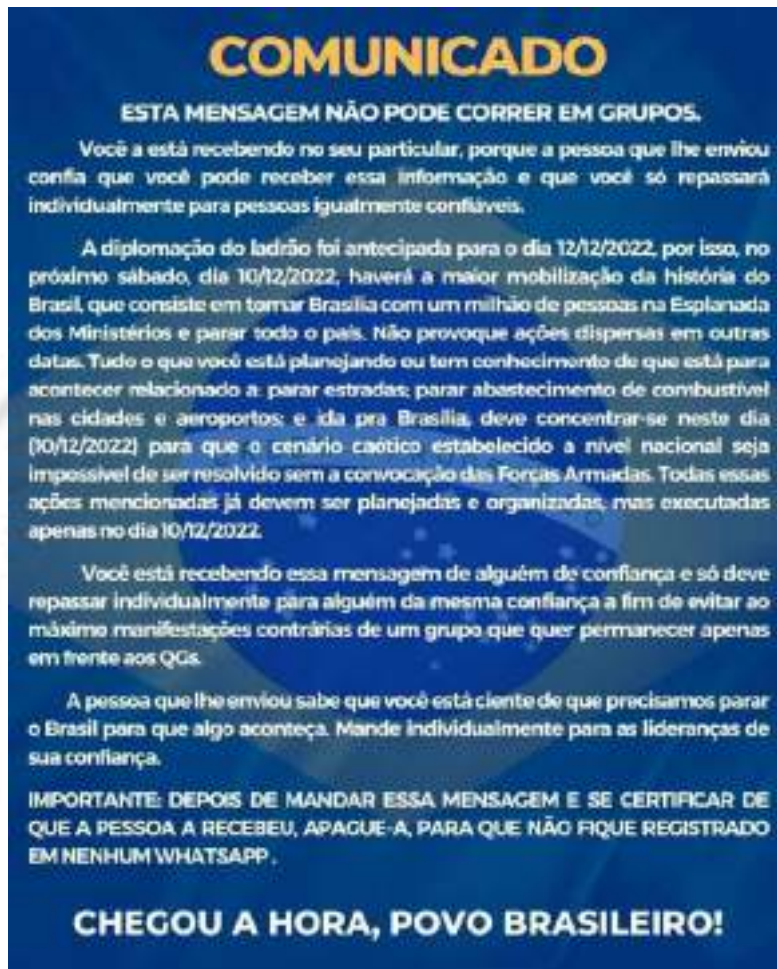 COMUNICADO
ESTA MENSAGEM NÃO PODE CORRER EM GRUPOS.
Você a está recebendo no seu particular, porque a pessoa que lhe enviou
confia que você pode receber essa informação e que você só repassará
individualmente para pessoas igualmente confiáveis.
A diplomação do ladrão foi antecipada para o dia 12/12/2022, por isso, no
próximo sábado, dia 10/12/2022, haverá a maior mobilização da história do
Brasil, que consiste em tomar Brasília com um milhão de pessoas na Esplanada
dos Ministérios e parar todo o país. Não provoque ações dispersas em outras
datas. Tudo o que você está planejando ou tem conhecimento de que está para
acontecer relacionado a: parar estradas; parar abastecimento de combustível
nas cidades e aeroportos; e ida pra Brasília, deve concentrar-se neste dia
(10/12/2022) para que o cenário caótico estabelecido a nível nacional seja
impossível de ser resolvido sem a convocação das Forças Armadas. Todas essas
ações mencionadas já devem ser planejadas e organizadas, mas executadas
apenas no dia 10/12/2022.
Você está recebendo essa mensagem de alguém de confiança e só deve
repassar individualmente para alguém da mesma confiança a fim de evitar ao
máximo manifestações contrárias de um grupo que quer permanecer apenas
em frente aos QGs.
A pessoa que lhe enviou sabe que você está ciente de que precisamos parar
o Brasil para que algo aconteça. Mande individualmente para as lideranças de
sua confiança.
IMPORTANTE: DEPOIS DE MANDAR ESSA MENSAGEM E SE CERTIFICAR DE
QUE A PESSOA A RECEBEU, APAGUE-A, PARA QUE NÃO FIQUE REGISTRADO
EM NENHUM WHATSAPP .
CHEGOU A HORA, POVO BRASILEIRO!